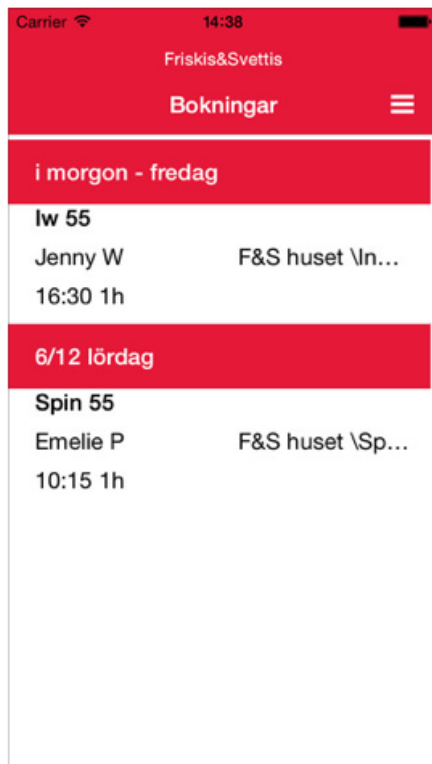 Carrier 14:38
Friskis&Svettis
Bokningar
i morgon - fredag
Iw 55
Jenny W F&S huset \In...
16:30 1h
6/12 lördag
Spin 55
Emelie P F&S huset \Sp...
10:15 1h